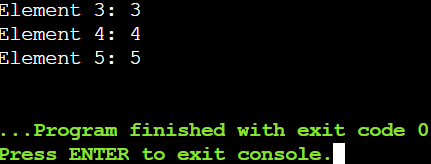 Element 3: 3
Element 4: 4
Element 5: 5
...Program finished with exit code 0
Press ENTER to exit console.